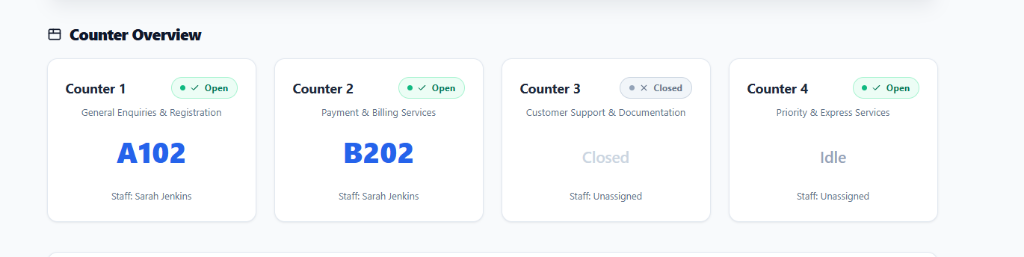 Counter Overview
Counter 1
Open
General Enquiries & Registration
A102
Staff: Sarah Jenkins
Counter 2
Open
Payment & Billing Services
B202
Staff: Sarah Jenkins
Counter 3
Closed
Customer Support & Documentation
Closed
Staff: Unassigned
Counter 4
Open
Priority & Express Services
Idle
Staff: Unassigned